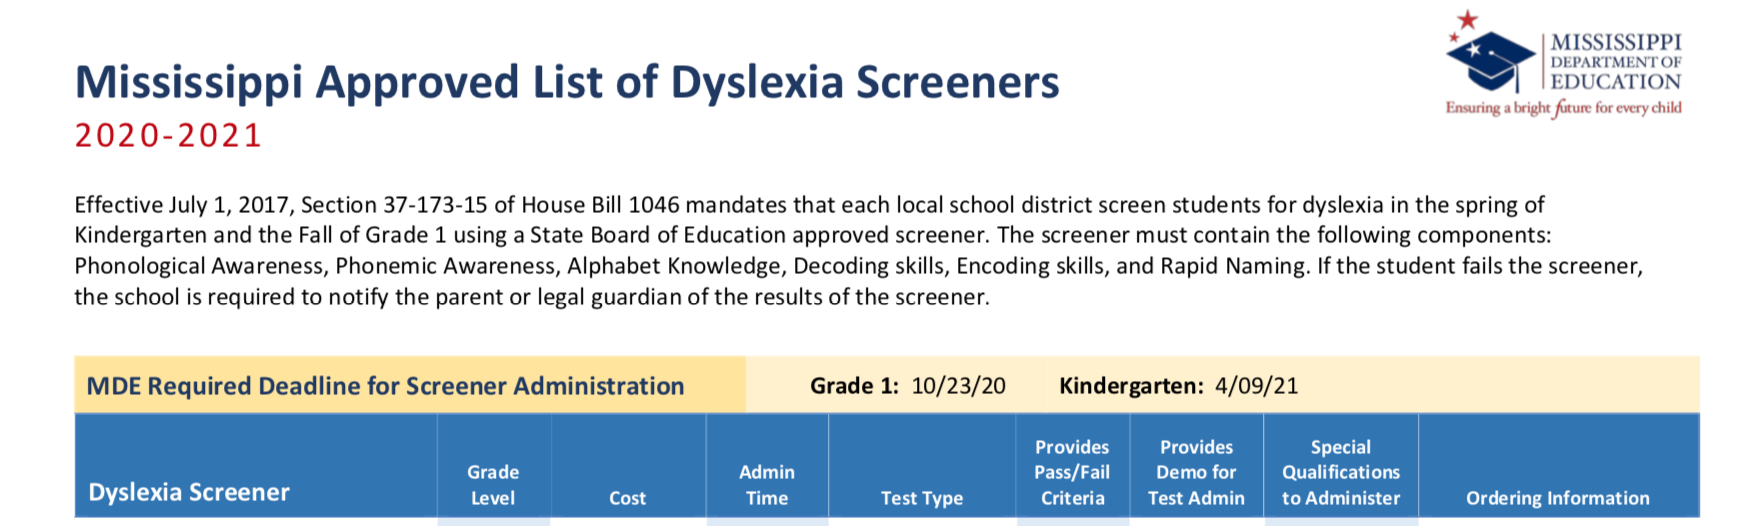 MISSISSIPPI
DEPARTMENT OF
EDUCATION
Ensuring a bright future for every child
Mississippi Approved List of Dyslexia Screeners
2020-2021
Effective July 1, 2017, Section 37-173-15 of House Bill 1046 mandates that each local school district screen students for dyslexia in the spring of
Kindergarten and the Fall of Grade 1 using a State Board of Education approved screener. The screener must contain the following components:
Phonological Awareness, Phonemic Awareness, Alphabet Knowledge, Decoding skills, Encoding skills, and Rapid Naming. If the student fails the screener,
the school is required to notify the parent or legal guardian of the results of the screener.
MDE Required Deadline for Screener Administration Grade 1: 10/23/20 Kindergarten: 4/09/21
Dyslexia Screener
Grade
Level
Cost
Admin
Time
Test Type
Provides
Pass/Fail
Criteria
Provides
Demo for
Test Admin
Special
Qualifications
to Administer
Ordering Information